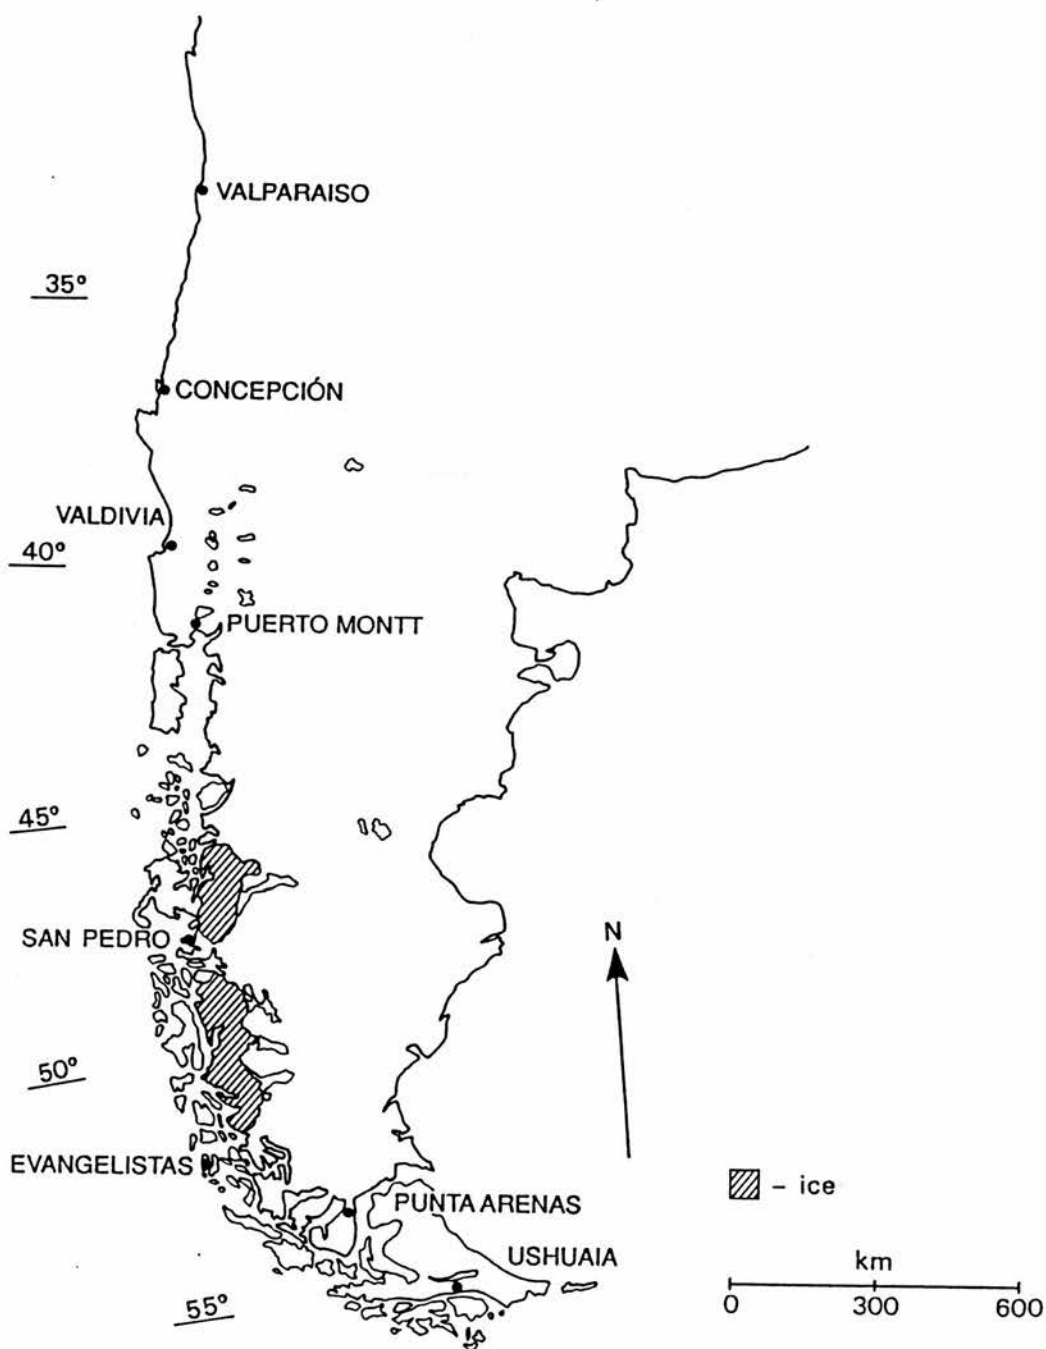 VALPARAISO
35°
CONCEPCIÓN
VALDIVIA
40°
PUERTO MONTT
45°
SAN PEDRO
N
50°
EVANGELISTAS
– ice
PUNTA ARENAS
USHUAIA
km
55°
0 300 600